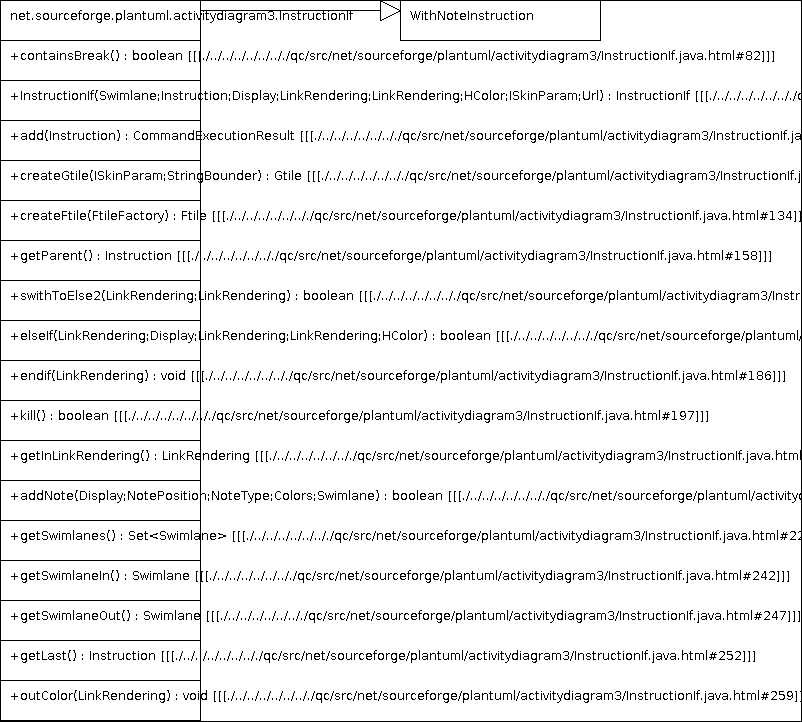 net.sourceforge.plantuml.activitydiagram3.InstructionIf
WithNoteInstruction
+containsBreak() : boolean [[[./../../../../../../qc/src/net/sourceforge/plantuml/activitydiagram3/InstructionIf.java.html#82]]]
+InstructionIf(Swimlane;Instruction;Display;LinkRendering;LinkRendering;HColor;ISkinParam;Url) : InstructionIf [[[./../../../../../../
+add(Instruction) : CommandExecutionResult [[[./../../../../../../qc/src/net/sourceforge/plantuml/activitydiagram3/InstructionIf.ja
+createGtile(ISkinParam;StringBounder) : Gtile [[[./../../../../../../qc/src/net/sourceforge/plantuml/activitydiagram3/InstructionIf.j
+createFtile(FtileFactory) : Ftile [[[./../../../../../../qc/src/net/sourceforge/plantuml/activitydiagram3/InstructionIf.java.html#134]]
+getParent() : Instruction [[[./../../../../../../qc/src/net/sourceforge/plantuml/activitydiagram3/InstructionIf.java.html#158]]]
+swithToElse2(LinkRendering;LinkRendering) : boolean [[[./../../../../../../qc/src/net/sourceforge/plantuml/activitydiagram3/Instr
+elseIf(LinkRendering;Display;LinkRendering;LinkRendering;HColor) : boolean [[[./../../../../../../qc/src/net/sourceforge/plantuml/
+endif(LinkRendering) : void [[[./../../../../../../qc/src/net/sourceforge/plantuml/activitydiagram3/InstructionIf.java.html#186]]]
+kill() : boolean [[[./../../../../../../qc/src/net/sourceforge/plantuml/activitydiagram3/InstructionIf.java.html#197]]]
+getInLinkRendering() : LinkRendering [[[./../../../../../../qc/src/net/sourceforge/plantuml/activitydiagram3/InstructionIf.java.html
+addNote(Display;NotePosition;NoteType;Colors;Swimlane) : boolean [[[./../../../../../../qc/src/net/sourceforge/plantuml/activity
+getSwimlanes() : Set<Swimlane> [[[./../../../../../../qc/src/net/sourceforge/plantuml/activitydiagram3/InstructionIf.java.html#22
+getSwimlaneIn() : Swimlane [[[./../../../../../../qc/src/net/sourceforge/plantuml/activitydiagram3/InstructionIf.java.html#242]]]
+getSwimlaneOut() : Swimlane [[[./../../../../../../qc/src/net/sourceforge/plantuml/activitydiagram3/InstructionIf.java.html#247]]]
+getLast() : Instruction [[[./../../../../../../qc/src/net/sourceforge/plantuml/activitydiagram3/InstructionIf.java.html#252]]]
+outColor(LinkRendering) : void [[[./../../../../../../qc/src/net/sourceforge/plantuml/activitydiagram3/InstructionIf.java.html#259]]